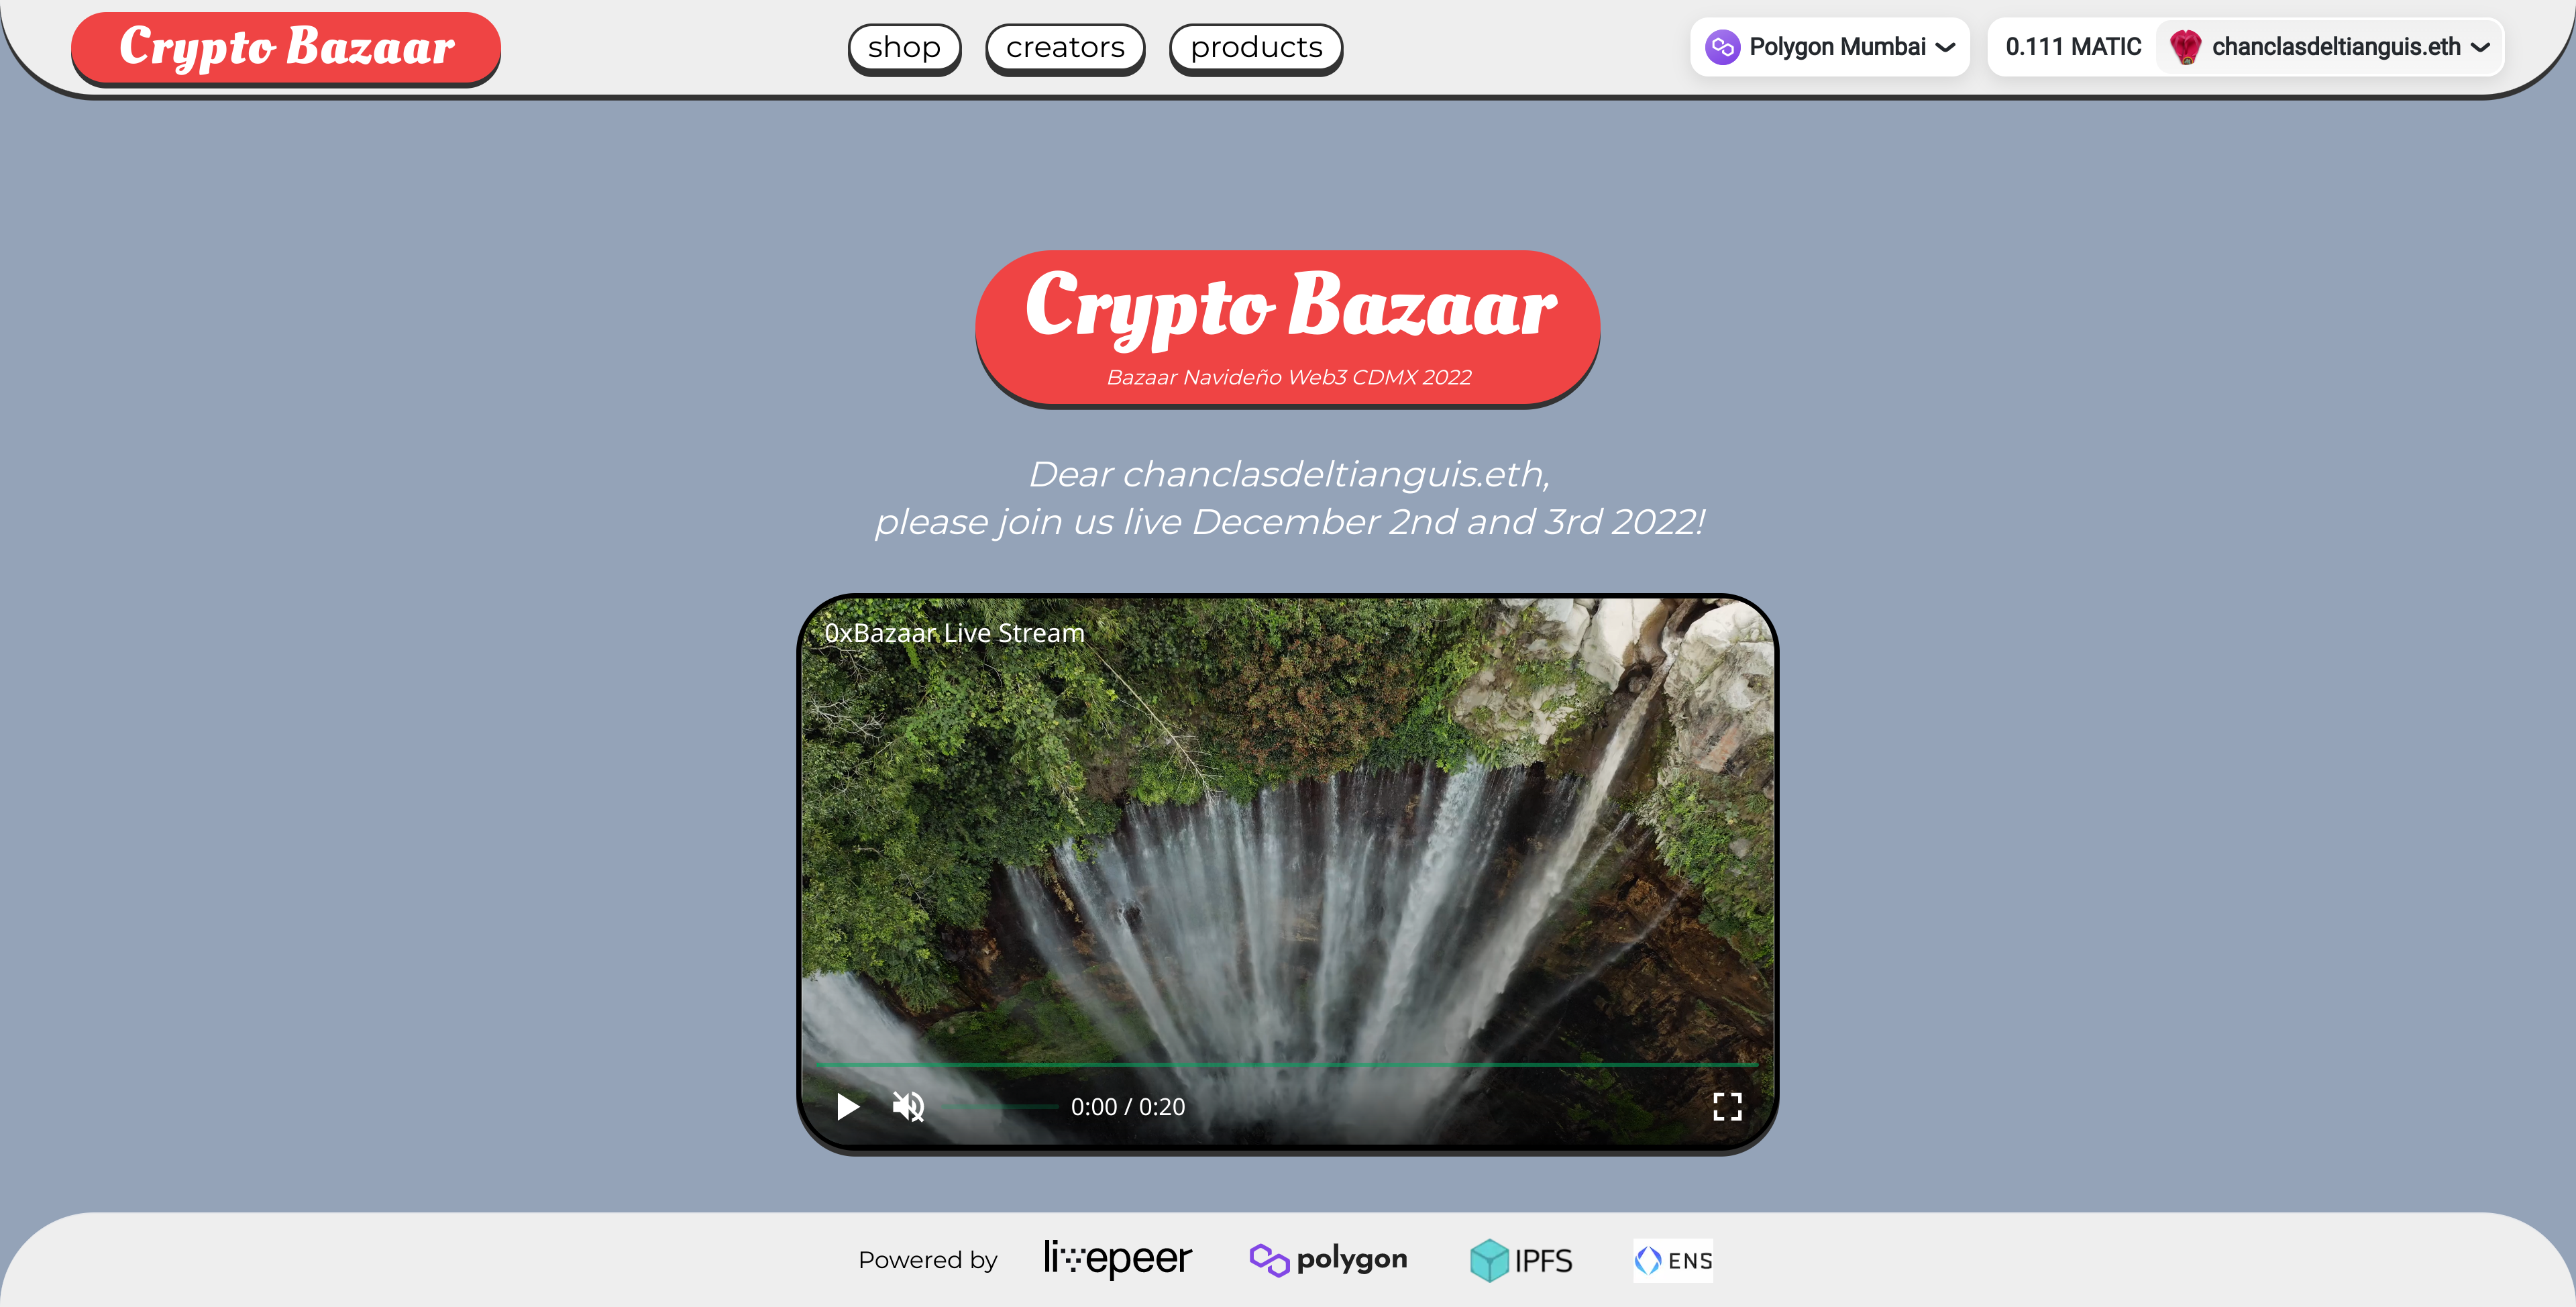 Crypto Bazaar
shop
creators
products
Polygon Mumbai
0.111 MATIC
chanclasdeltianguis.eth
Crypto Bazaar
Bazaar Navideño Web3 CDMX 2022
Dear chanclasdeltianguis.eth,
please join us live December 2nd and 3rd 2022!
0xBazaar Live Stream
0:00 / 0:20
Powered by
livepeer
polygon
IPFS
ENS